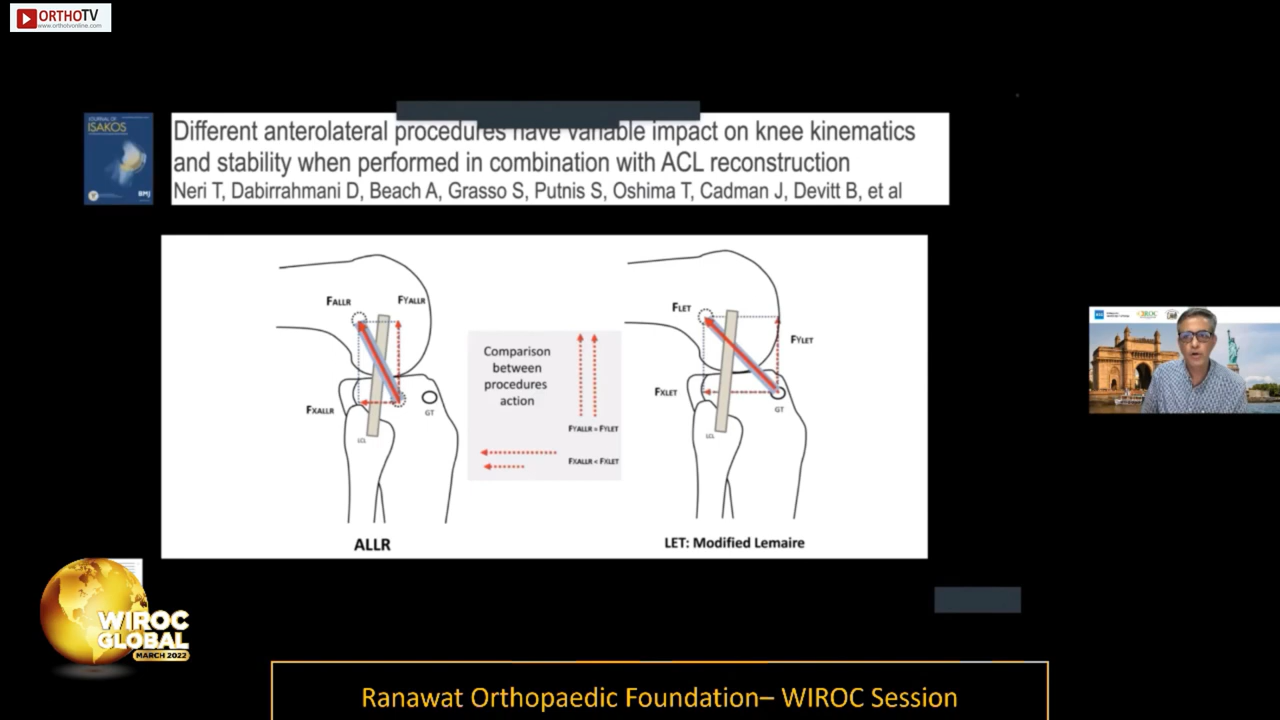 ORTHOTV
www.orthotvonline.com
JOURNAL OF
ISAKOS
BMJ
Different anterolateral procedures have variable impact on knee kinematics
and stability when performed in combination with ACL reconstruction
Neri T, Dabirrahmani D, Beach A, Grasso S, Putnis S, Oshima T, Cadman J, Devitt B, et al
FALLR
FYALLR
FXALLR
LCL
GT
ALLR
Comparison
between
procedures
action
FYALLR = FYLET
FXALLR < FXLET
FLET
FYLET
FXLET
LCL
GT
LET: Modified Lemaire
WIROC
WIROC
GLOBAL
MARCH 2022
Ranawat Orthopaedic Foundation– WIROC Session